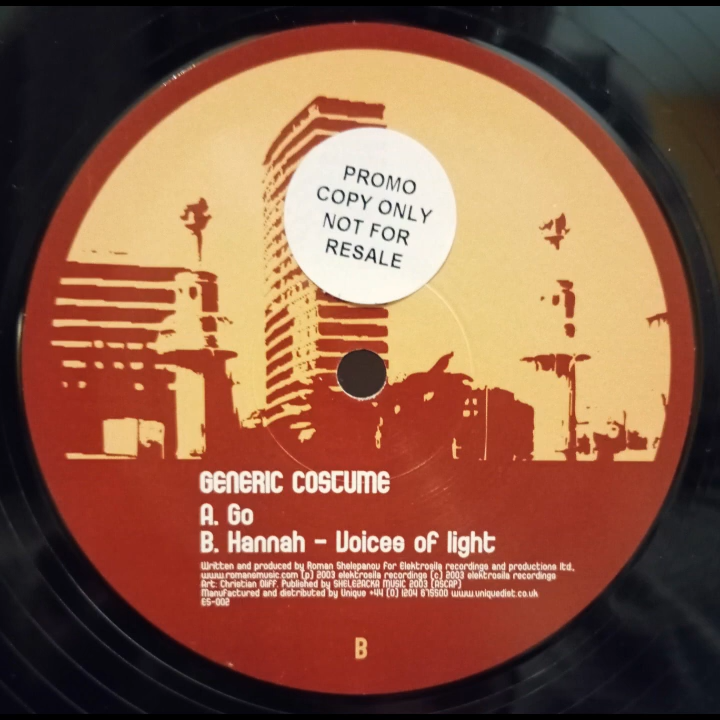 PROMO
COPY ONLY
NOT FOR
RESALE
GENERIC COSTUME
A. Go
B. Hannah - Voices of light
Written and produced by Roman Shelepanov For Elektrosila recordings and productions ltd.,
www.romansmusic.com (p) 2003 elektrosila recordings (c) 2003 elektrosila recordings
Art: Christian Oliff. Published by SHELEZACKA MUSIC 2003 (ASCAP)
Manufactured and distributed by Unique +44 (0) 1204 675500 www.uniquedist.co.uk
ES-002
B